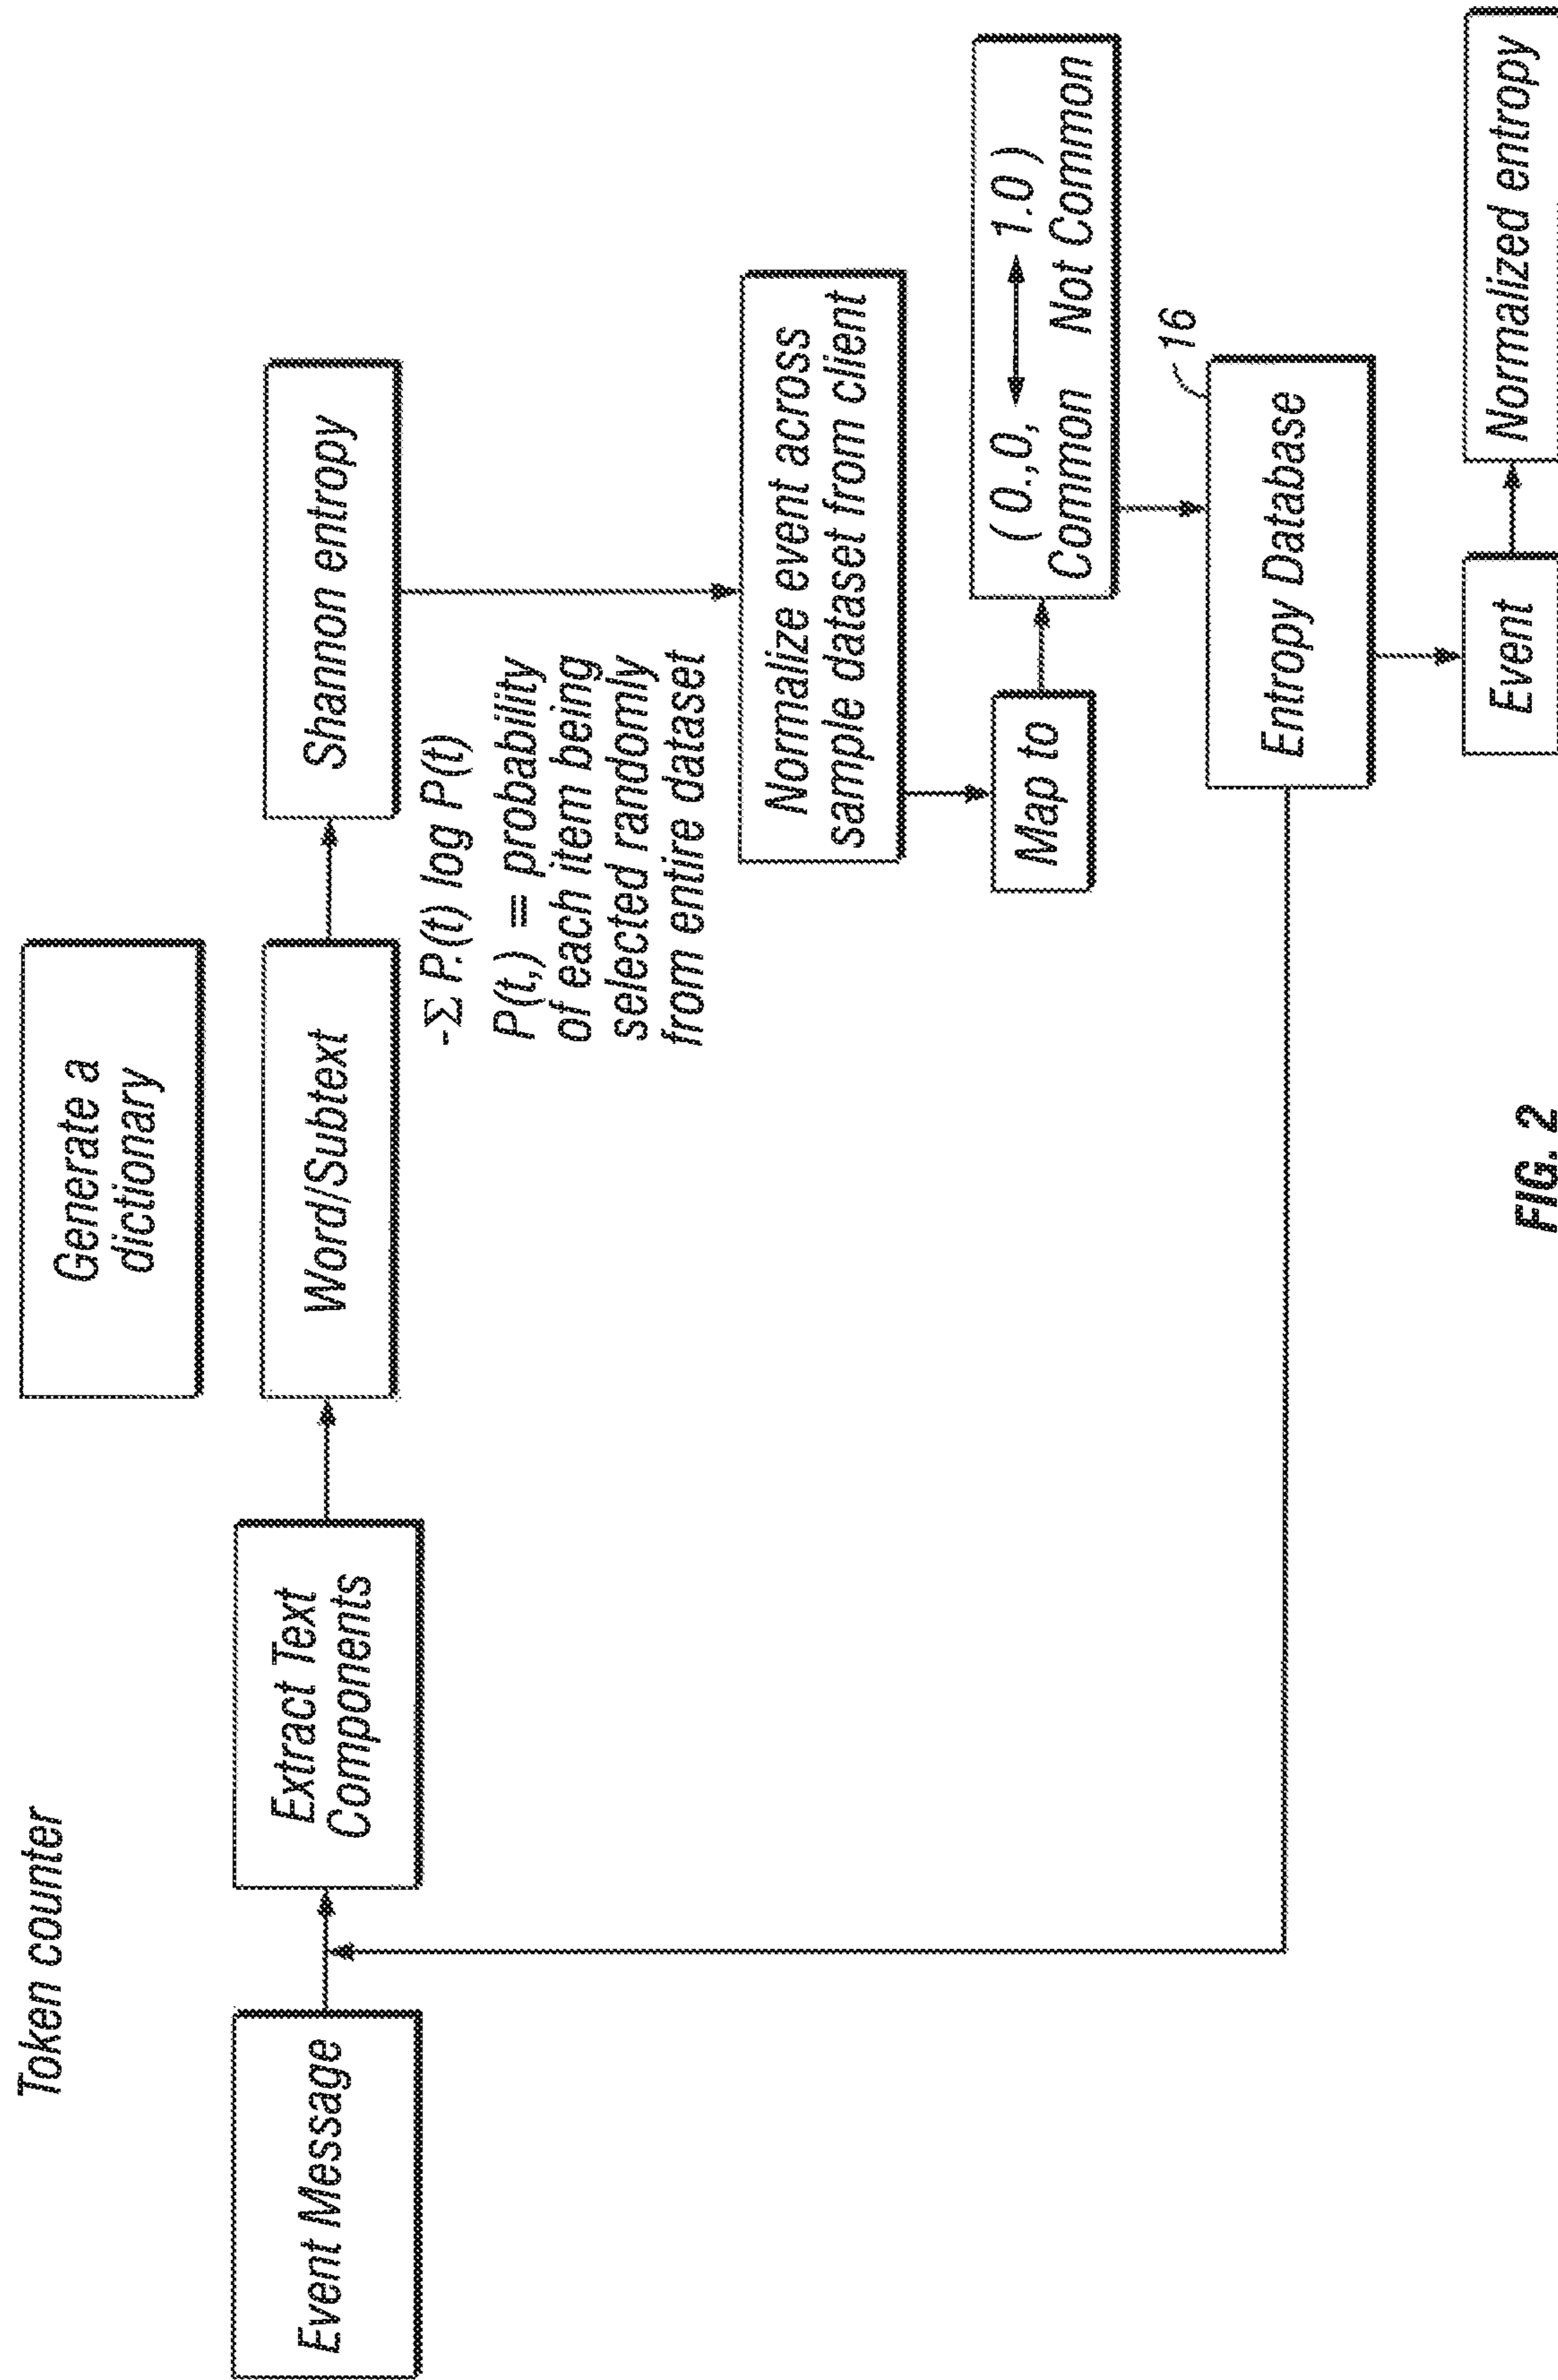 Token counter
Generate a
dictionary
Event Message
Extract Text
Components
Word/Subtext
Shannon entropy
-Σ P.(t) log P(t)
P(t,) = probability
of each item being
selected randomly
from entire dataset
Normalize event across
sample dataset from client
Map to
( 0.,0, 1.0 )
Common Not Common
16
Entropy Database
Event
Normalized entropy
FIG. 2